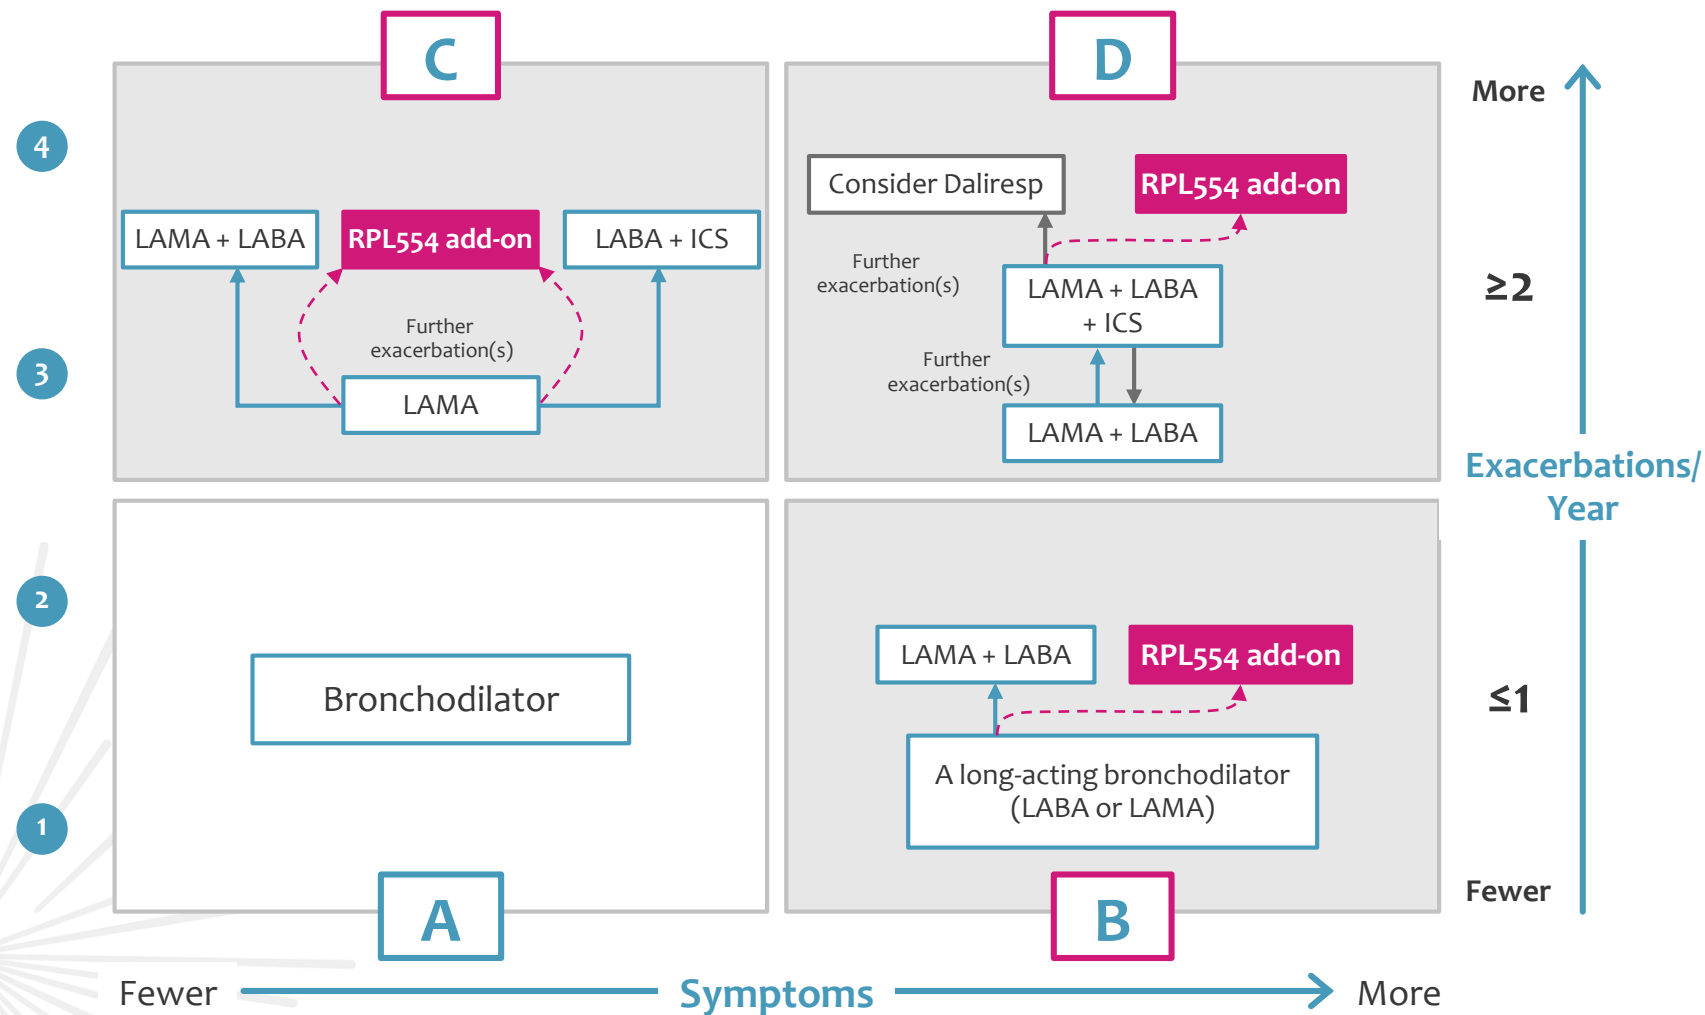 C
D
More
4
Consider Daliresp
RPL554 add-on
LAMA + LABA
RPL554 add-on
LABA + ICS
Further
exacerbation(s)
LAMA + LABA
+ ICS
≥2
Further
exacerbation(s)
Further
exacerbation(s)
3
LAMA
LAMA + LABA
Exacerbations/
Year
2
LAMA + LABA
RPL554 add-on
Bronchodilator
≤1
A long-acting bronchodilator
(LABA or LAMA)
1
Fewer
A
B
Fewer
Symptoms
More